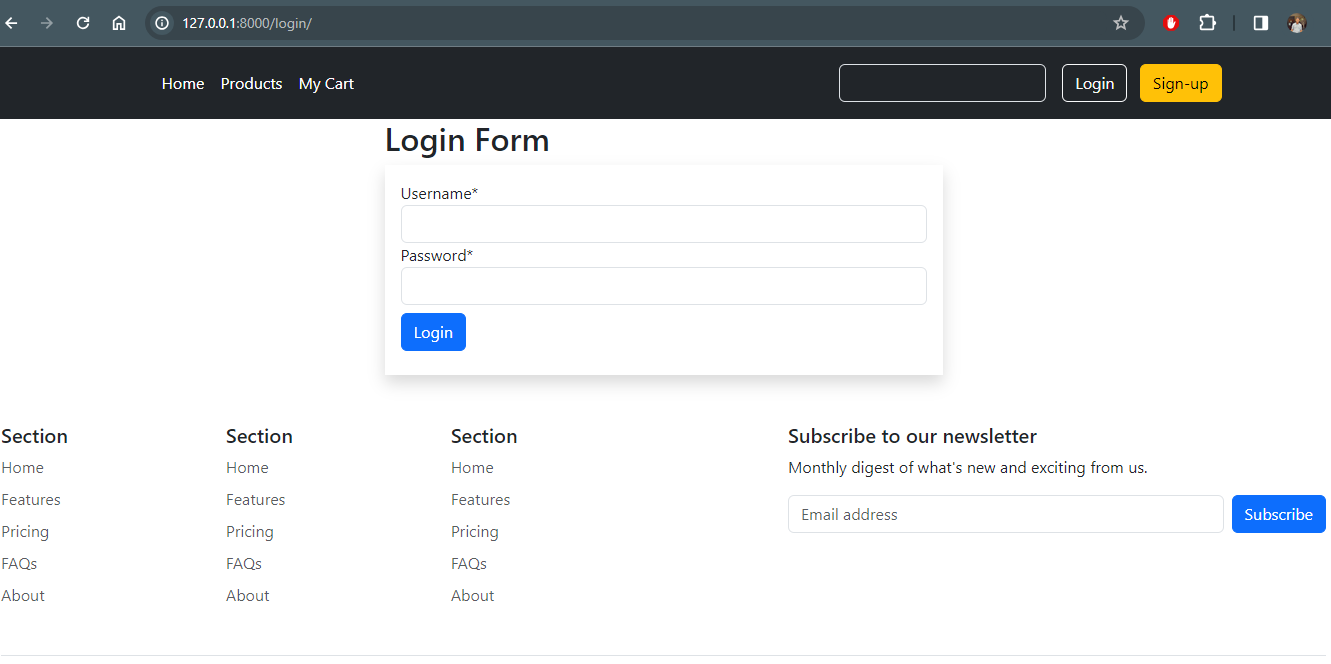 127.0.0.1:8000/login/
Home Products My Cart Login Sign-up
Login Form
Username*
Password*
Login
Section
Home
Features
Pricing
FAQs
About
Section
Home
Features
Pricing
FAQs
About
Section
Home
Features
Pricing
FAQs
About
Subscribe to our newsletter
Monthly digest of what's new and exciting from us.
Email address Subscribe